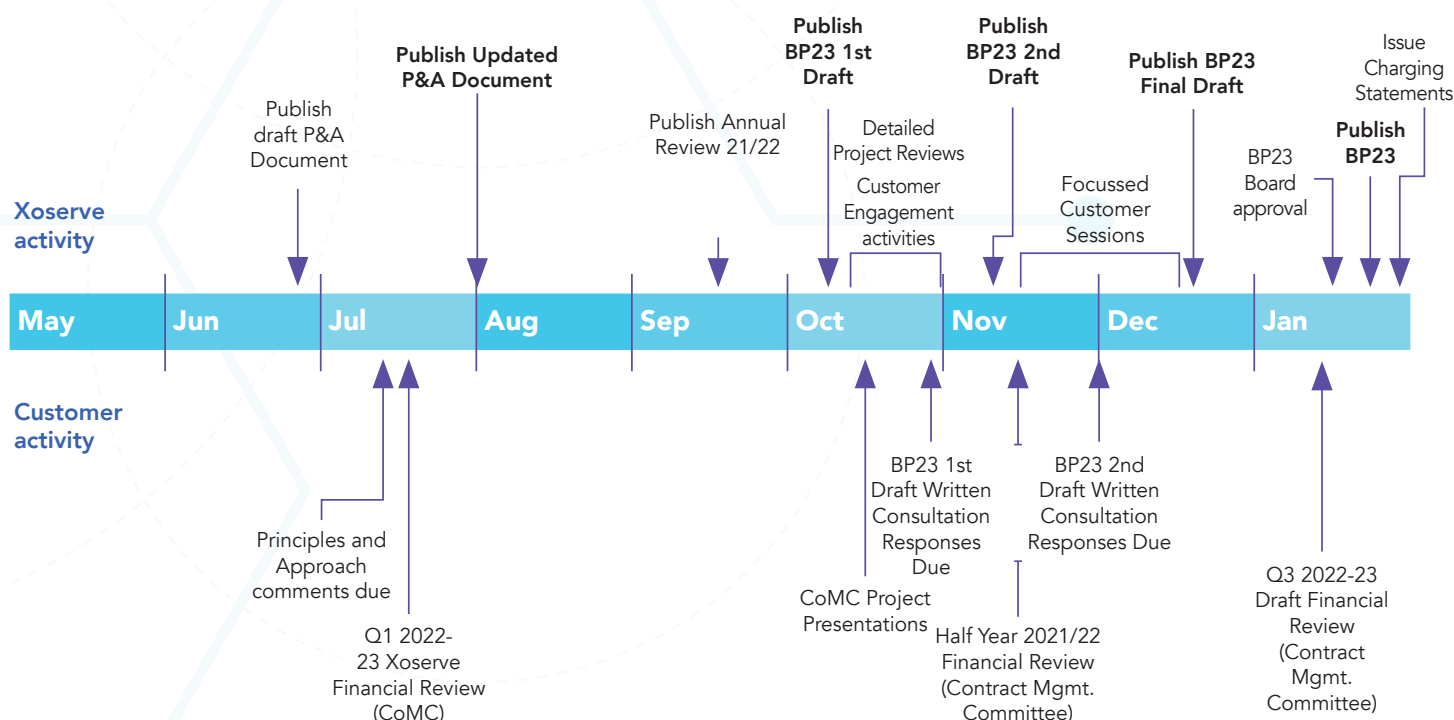 Publish
BP23 1st
Draft
Publish
BP23 2nd
Draft
Issue
Charging
Statements
Publish Updated
P&A Document
Publish BP23
Final Draft
Publish
draft P&A
Document
Publish Annual
Review 21/22
Detailed
Project Reviews
Customer
Engagement
activities
Focussed
Customer
Sessions
BP23
Board
approval
Publish
BP23
Xoserve
activity
May
Jun
Jul
Aug
Sep
Oct
Nov
Dec
Jan
Customer
activity
Principles and
Approach
comments due
Q1 2022-
23 Xoserve
Financial Review
(CoMC)
CoMC Project
Presentations
BP23 1st
Draft Written
Consultation
Responses
Due
Half Year 2021/22
Financial Review
(Contract Mgmt.
Committee)
BP23 2nd
Draft Written
Consultation
Responses Due
Q3 2022-23
Draft Financial
Review
(Contract
Mgmt.
Committee)